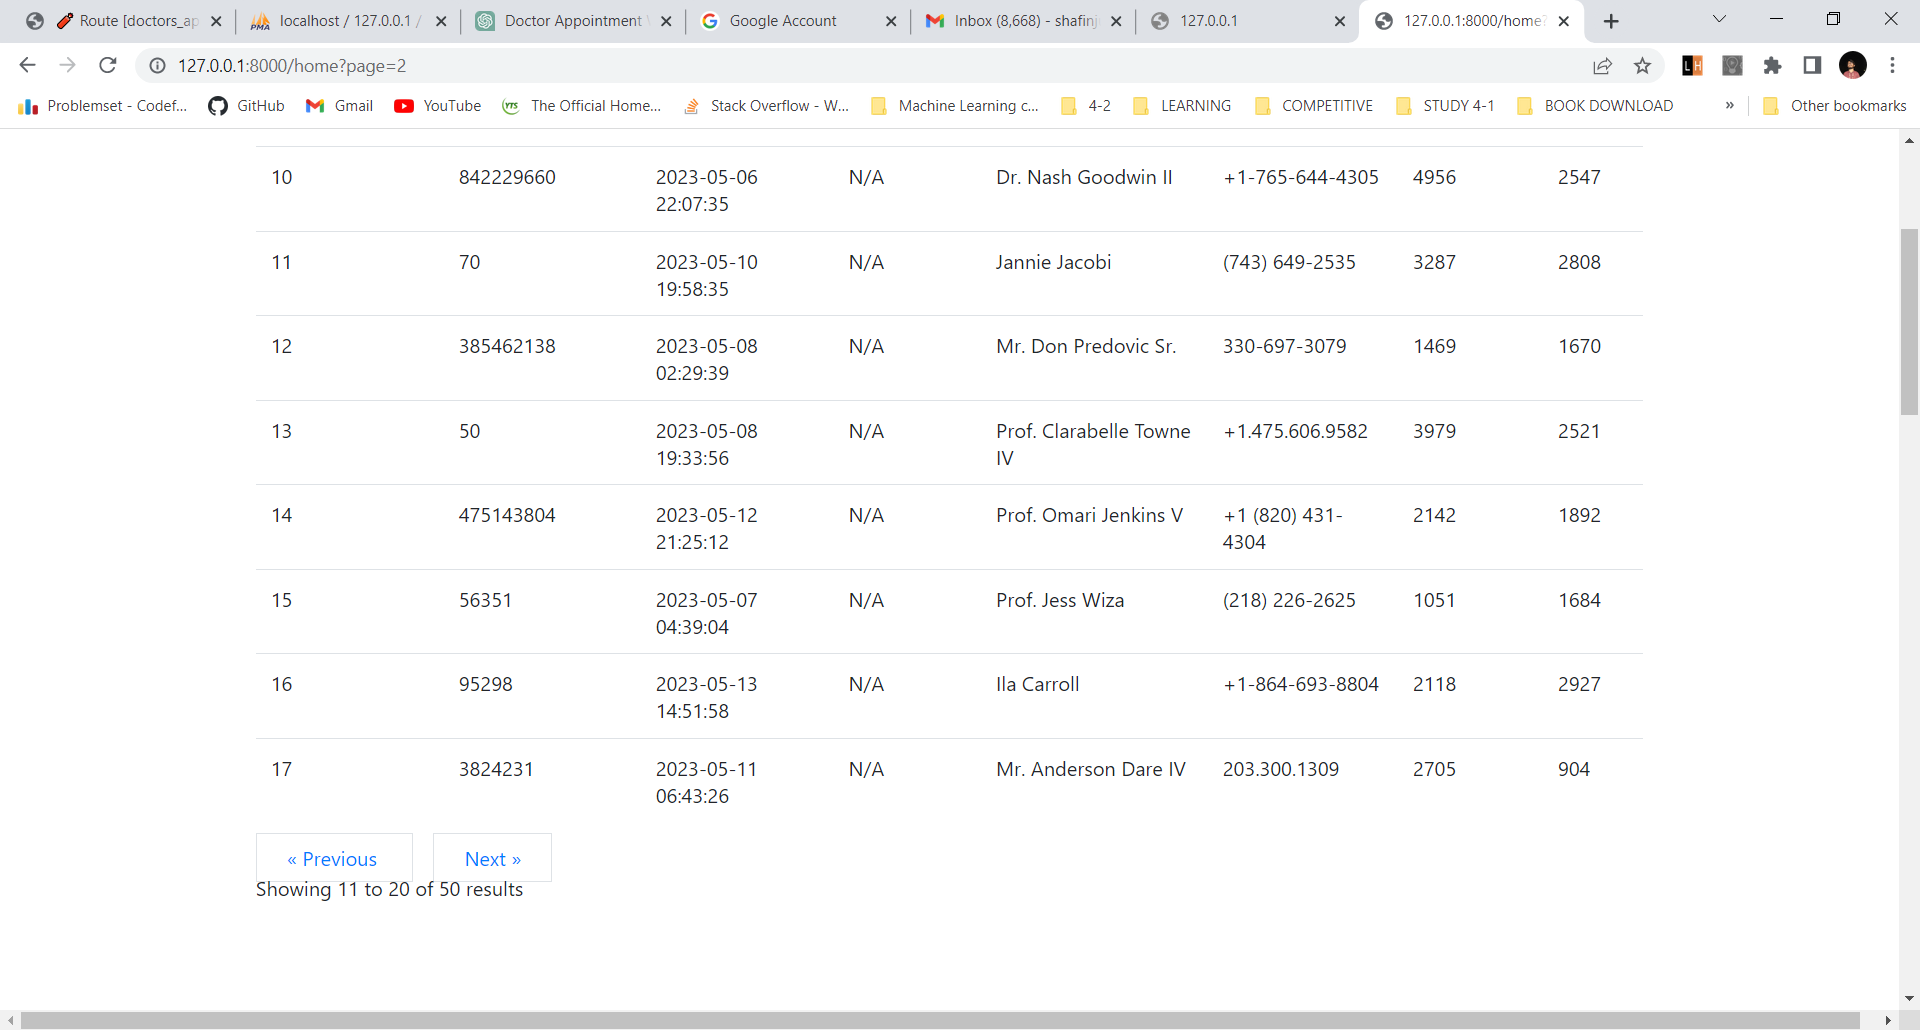 Route [doctors_ap
localhost / 127.0.0.1 /
Doctor Appointment
Google Account
Inbox (8,668) - shafinj
127.0.0.1
127.0.0.1:8000/home?
127.0.0.1:8000/home?page=2
Problemset - Codef...
GitHub
Gmail
YouTube
The Official Home...
Stack Overflow - W...
Machine Learning c...
4-2
LEARNING
COMPETITIVE
STUDY 4-1
BOOK DOWNLOAD
»
Other bookmarks
10 842229660 2023-05-06 N/A Dr. Nash Goodwin II +1-765-644-4305 4956 2547
22:07:35
11 70 2023-05-10 N/A Jannie Jacobi (743) 649-2535 3287 2808
19:58:35
12 385462138 2023-05-08 N/A Mr. Don Predovic Sr. 330-697-3079 1469 1670
02:29:39
13 50 2023-05-08 N/A Prof. Clarabelle Towne +1.475.606.9582 3979 2521
19:33:56 IV
14 475143804 2023-05-12 N/A Prof. Omari Jenkins V +1 (820) 431- 2142 1892
21:25:12 4304
15 56351 2023-05-07 N/A Prof. Jess Wiza (218) 226-2625 1051 1684
04:39:04
16 95298 2023-05-13 N/A Ila Carroll +1-864-693-8804 2118 2927
14:51:58
17 3824231 2023-05-11 N/A Mr. Anderson Dare IV 203.300.1309 2705 904
06:43:26
« Previous Next »
Showing 11 to 20 of 50 results